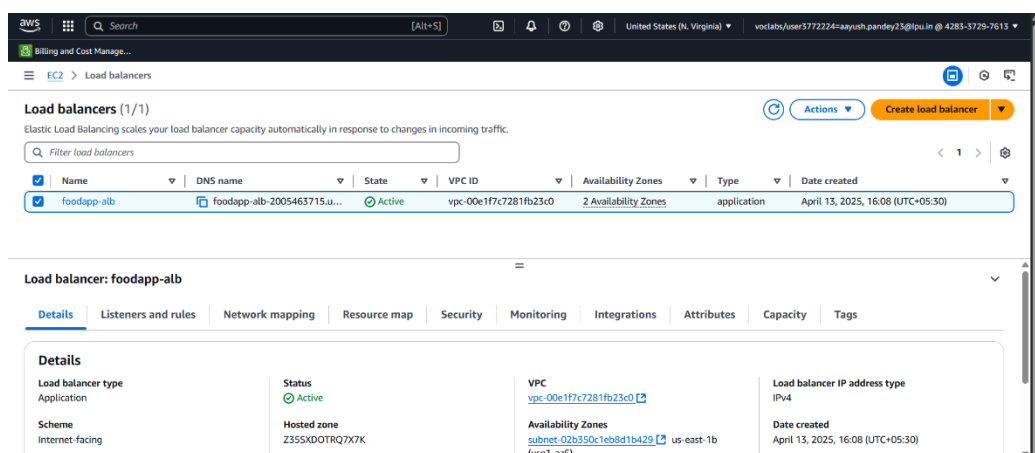 aws Search [Alt+S] United States (N. Virginia) voclabs/user3772224=aayush.pandey23@lpu.in @ 4283-3729-7613
Billing and Cost Manage...
EC2 > Load balancers
Load balancers (1/1) Actions Create load balancer
Elastic Load Balancing scales your load balancer capacity automatically in response to changes in incoming traffic.
Filter load balancers 1
Name DNS name State VPC ID Availability Zones Type Date created
foodapp-alb foodapp-alb-2005463715.u... Active vpc-00e1f7c7281fb23c0 2 Availability Zones application April 13, 2025, 16:08 (UTC+05:30)
Load balancer: foodapp-alb
Details Listeners and rules Network mapping Resource map Security Monitoring Integrations Attributes Capacity Tags
Details
Load balancer type Status VPC Load balancer IP address type
Application Active vpc-00e1f7c7281fb23c0 IPv4
Scheme Hosted zone Availability Zones Date created
Internet-facing Z35SXDOTRQ7X7K subnet-02b350c1eb8d1b429 us-east-1b April 13, 2025, 16:08 (UTC+05:30)